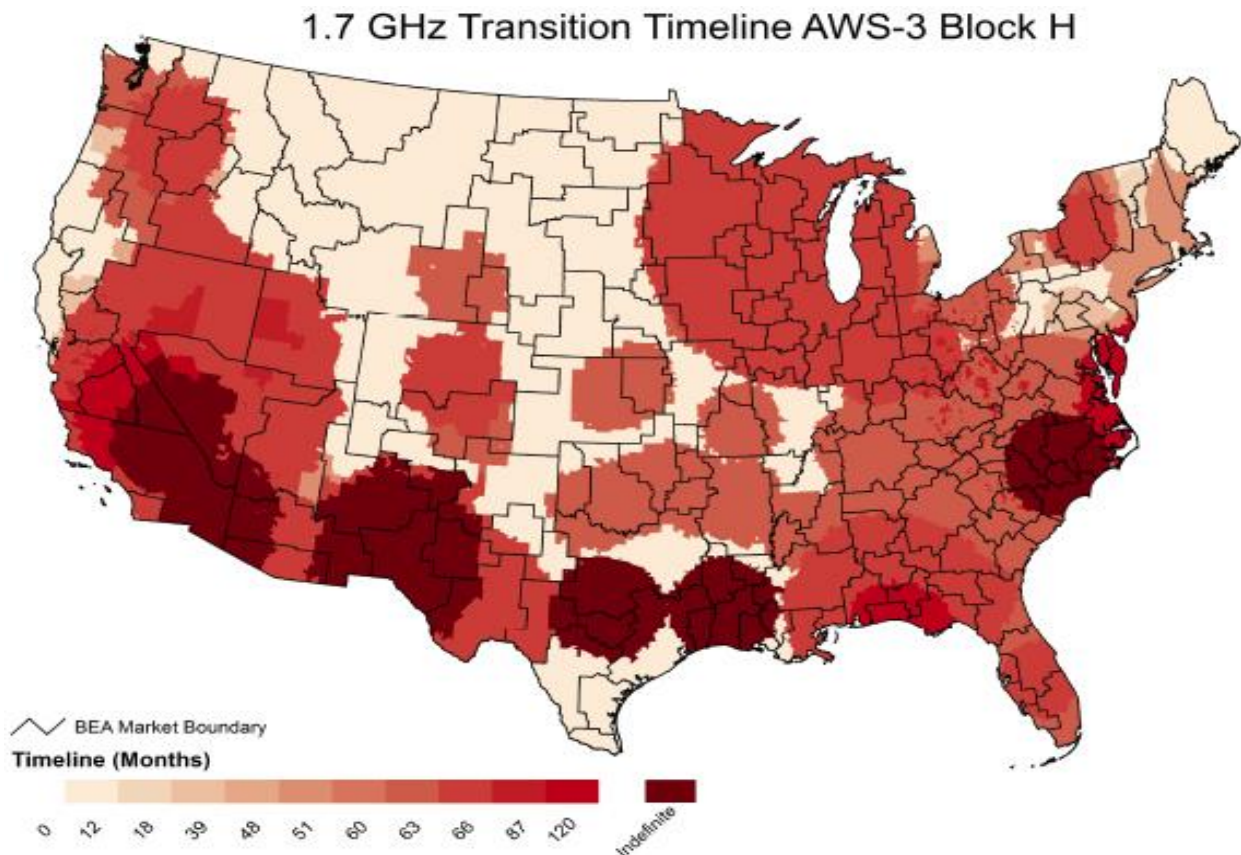 1.7 GHz Transition Timeline AWS-3 Block H
BEA Market Boundary
Timeline (Months)
0 12 18 39 48 51 60 63 66 87 120 Indefinite